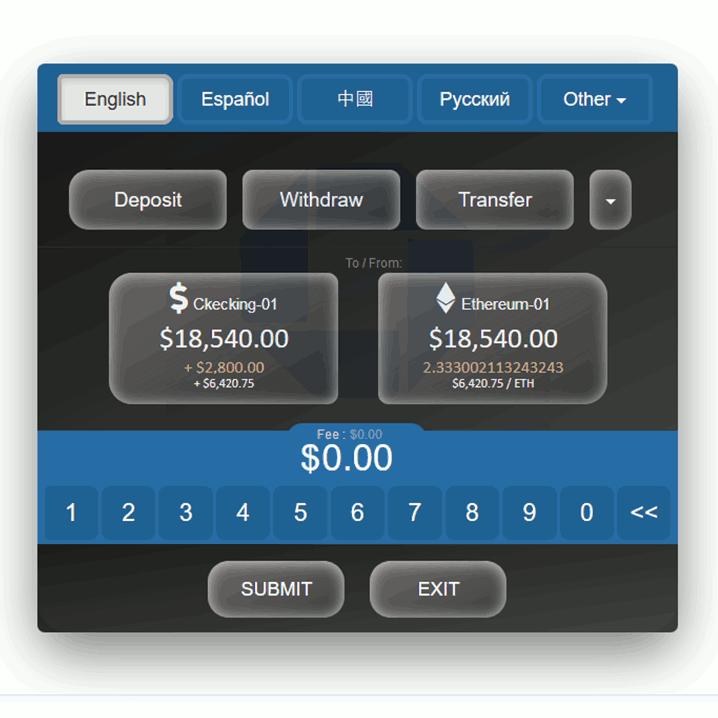 English Español 中國 Русский Other
Deposit Withdraw Transfer
To / From:
$ Ckecking-01
$18,540.00
+ $2,800.00
+ $6,420.75
Ethereum-01
$18,540.00
2.333002113243243
$6,420.75 / ETH
Fee : $0.00
$0.00
1 2 3 4 5 6 7 8 9 0 <<
SUBMIT EXIT